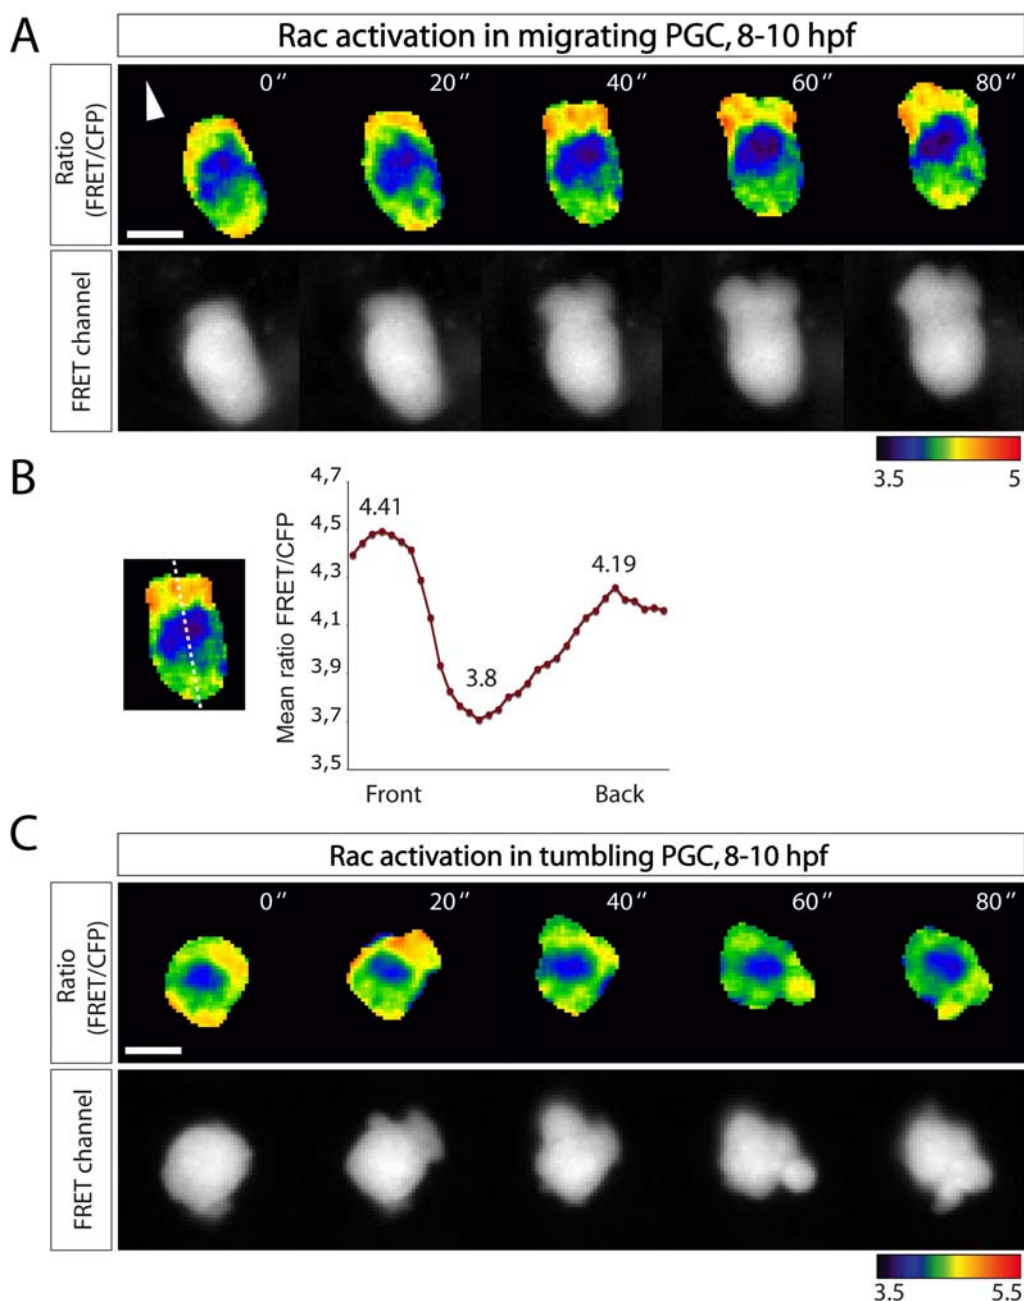 A
Rac activation in migrating PGC, 8-10 hpf
Ratio
(FRET/CFP)
0″ 20″ 40″ 60″ 80″
FRET channel
3.5 5
B
Mean ratio FRET/CFP
4,7
4,5
4,3
4,1
3,9
3,7
3,5
4.41
3.8
4.19
Front Back
C
Rac activation in tumbling PGC, 8-10 hpf
Ratio
(FRET/CFP)
0″ 20″ 40″ 60″ 80″
FRET channel
3.5 5.5